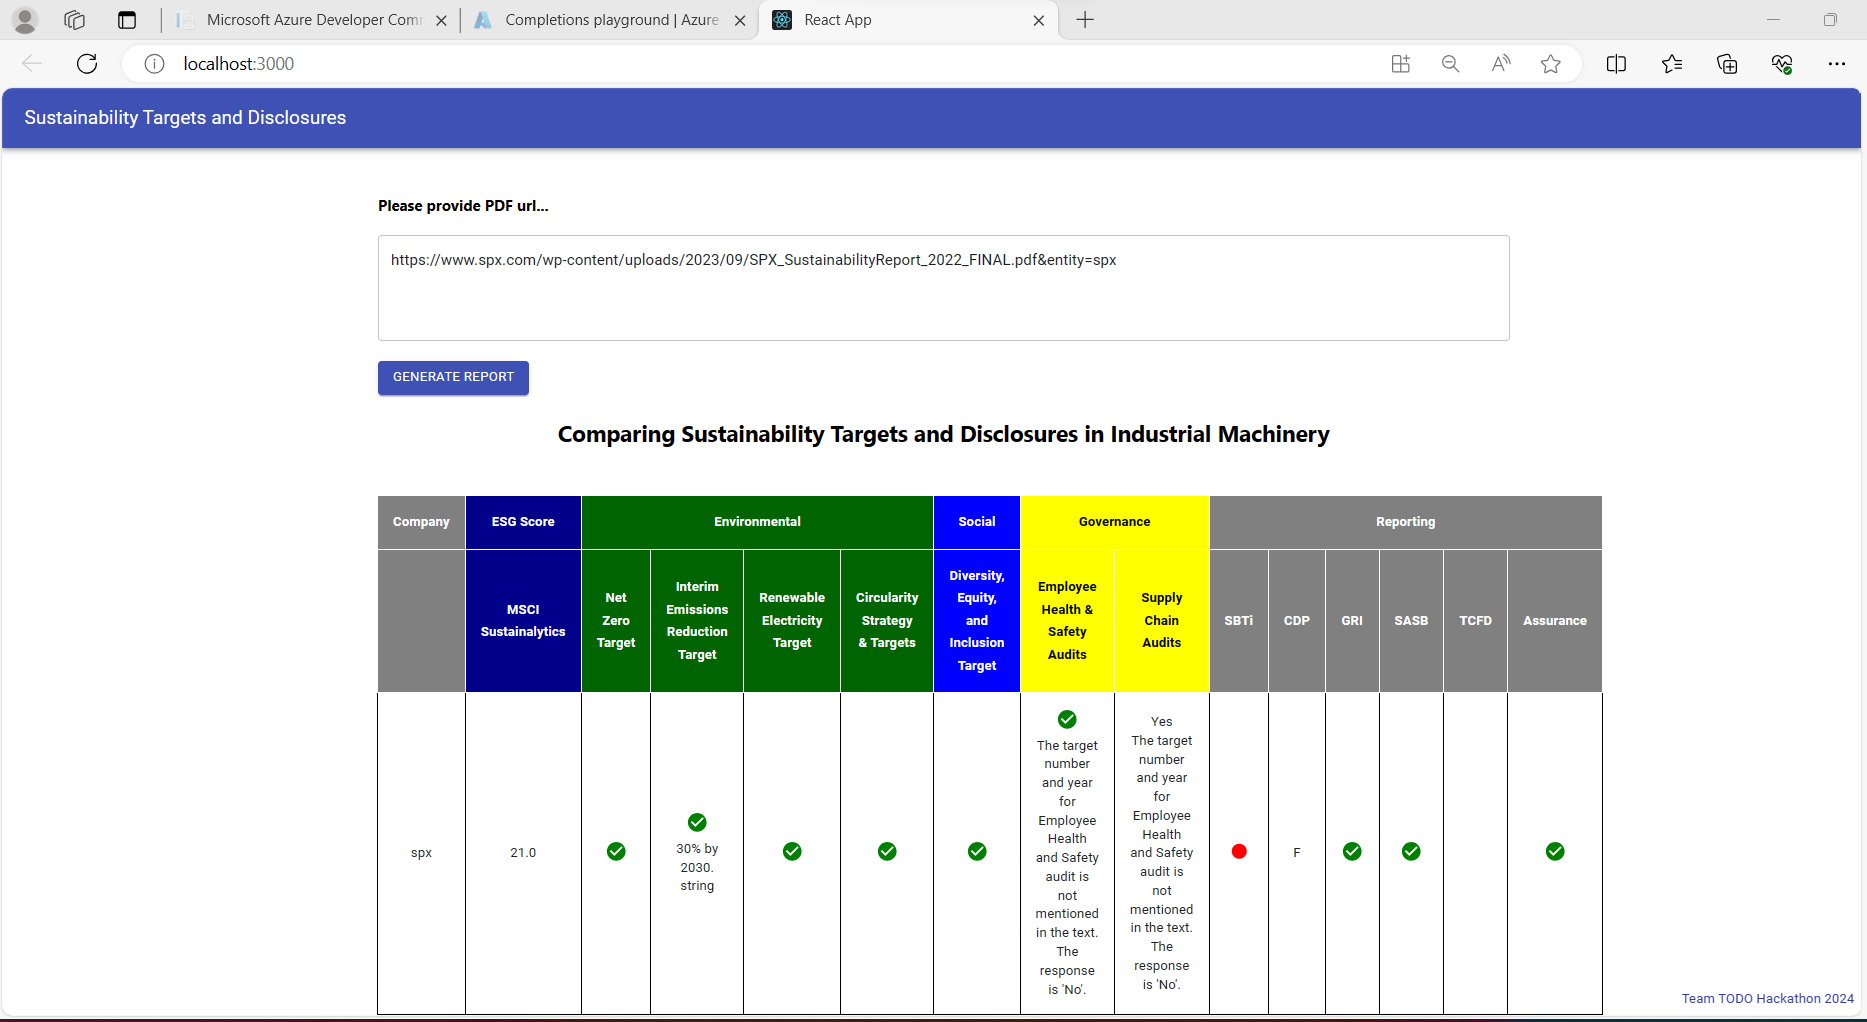 Microsoft Azure Developer Com
Completions playground | Azure
React App
localhost:3000
Sustainability Targets and Disclosures
Please provide PDF url...
https://www.spx.com/wp-content/uploads/2023/09/SPX_SustainabilityReport_2022_FINAL.pdf&entity=spx
GENERATE REPORT
Comparing Sustainability Targets and Disclosures in Industrial Machinery
Company
ESG Score
Environmental
Social
Governance
Reporting
MSCI
Sustainalytics
Net
Zero
Target
Interim
Emissions
Reduction
Target
Renewable
Electricity
Target
Circularity
Strategy
& Targets
Diversity,
Equity,
and
Inclusion
Target
Employee
Health &
Safety
Audits
Supply
Chain
Audits
SBTi
CDP
GRI
SASB
TCFD
Assurance
spx
21.0
30% by
2030.
string
The target
number
and year
for
Employee
Health
and Safety
audit is
not
mentioned
in the text.
The
response
is 'No'.
Yes
The target
number
and year
for
Employee
Health
and Safety
audit is
not
mentioned
in the text.
The
response
is 'No'.
F
Team TODO Hackathon 2024